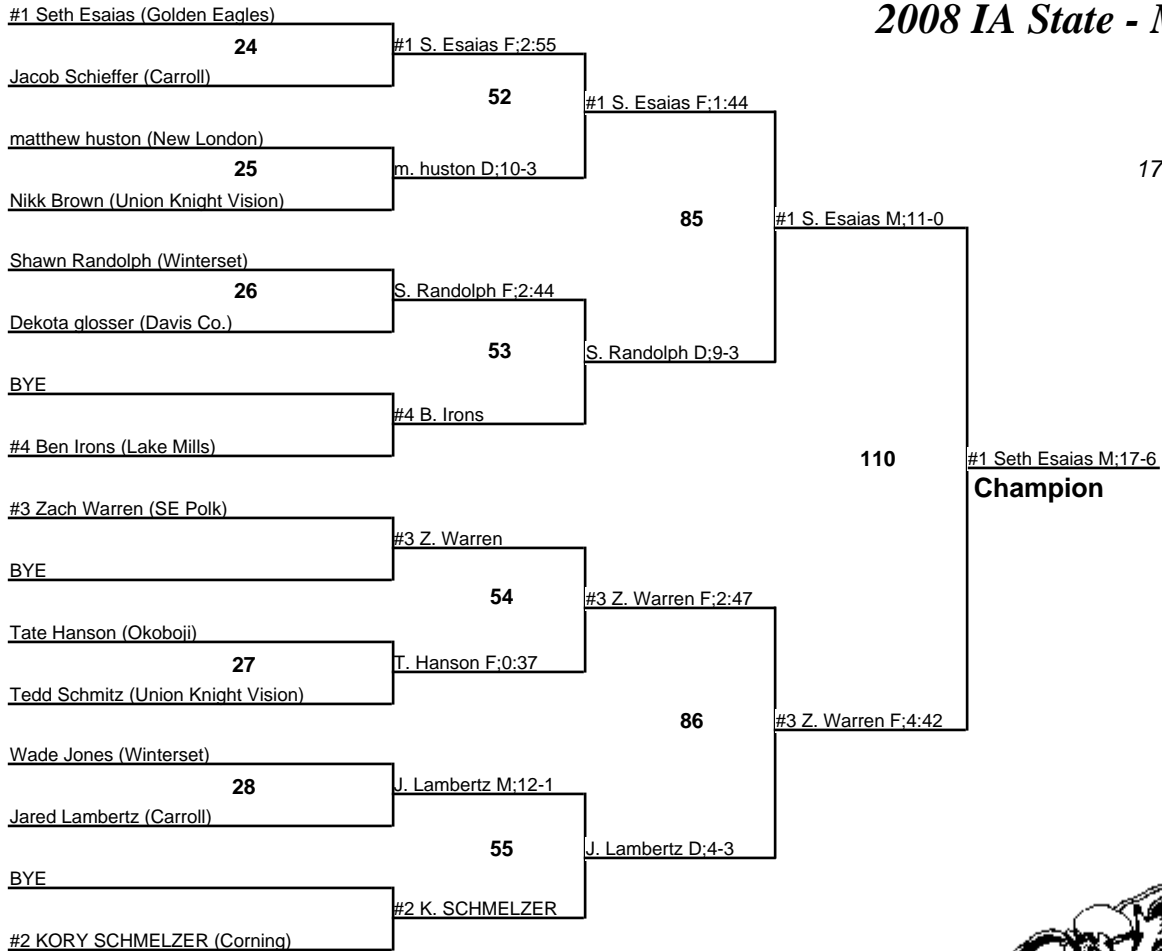 2008 IA State - M
#1 Seth Esaias (Golden Eagles)
24
Jacob Schieffer (Carroll)
#1 S. Esaias F;2:55
52
matthew huston (New London)
25
Nikk Brown (Union Knight Vision)
m. huston D;10-3
#1 S. Esaias F;1:44
17
85
Shawn Randolph (Winterset)
26
Dekota glosser (Davis Co.)
S. Randolph F;2:44
53
BYE
#4 Ben Irons (Lake Mills)
#4 B. Irons
S. Randolph D;9-3
#1 S. Esaias M;11-0
110
#1 Seth Esaias M;17-6
Champion
#3 Zach Warren (SE Polk)
BYE
#3 Z. Warren
54
Tate Hanson (Okoboji)
27
Tedd Schmitz (Union Knight Vision)
T. Hanson F;0:37
#3 Z. Warren F;2:47
86
#3 Z. Warren F;4:42
Wade Jones (Winterset)
28
Jared Lambertz (Carroll)
J. Lambertz M;12-1
55
BYE
#2 KORY SCHMELZER (Corning)
#2 K. SCHMELZER
J. Lambertz D;4-3